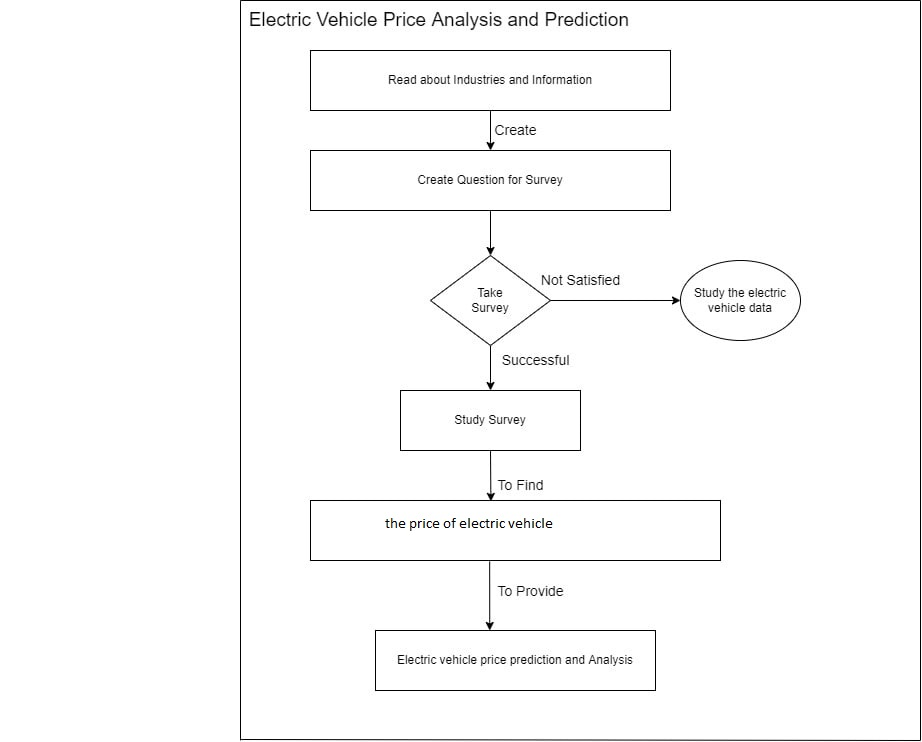 Electric Vehicle Price Analysis and Prediction
Read about Industries and Information
Create
Create Question for Survey
Take
Survey
Not Satisfied
Study the electric
vehicle data
Successful
Study Survey
To Find
the price of electric vehicle
To Provide
Electric vehicle price prediction and Analysis